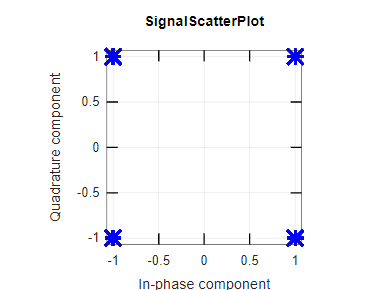 SignalScatterPlot
1
0.5
0
-0.5
-1
Quadrature component
-1 -0.5 0 0.5 1
In-phase component